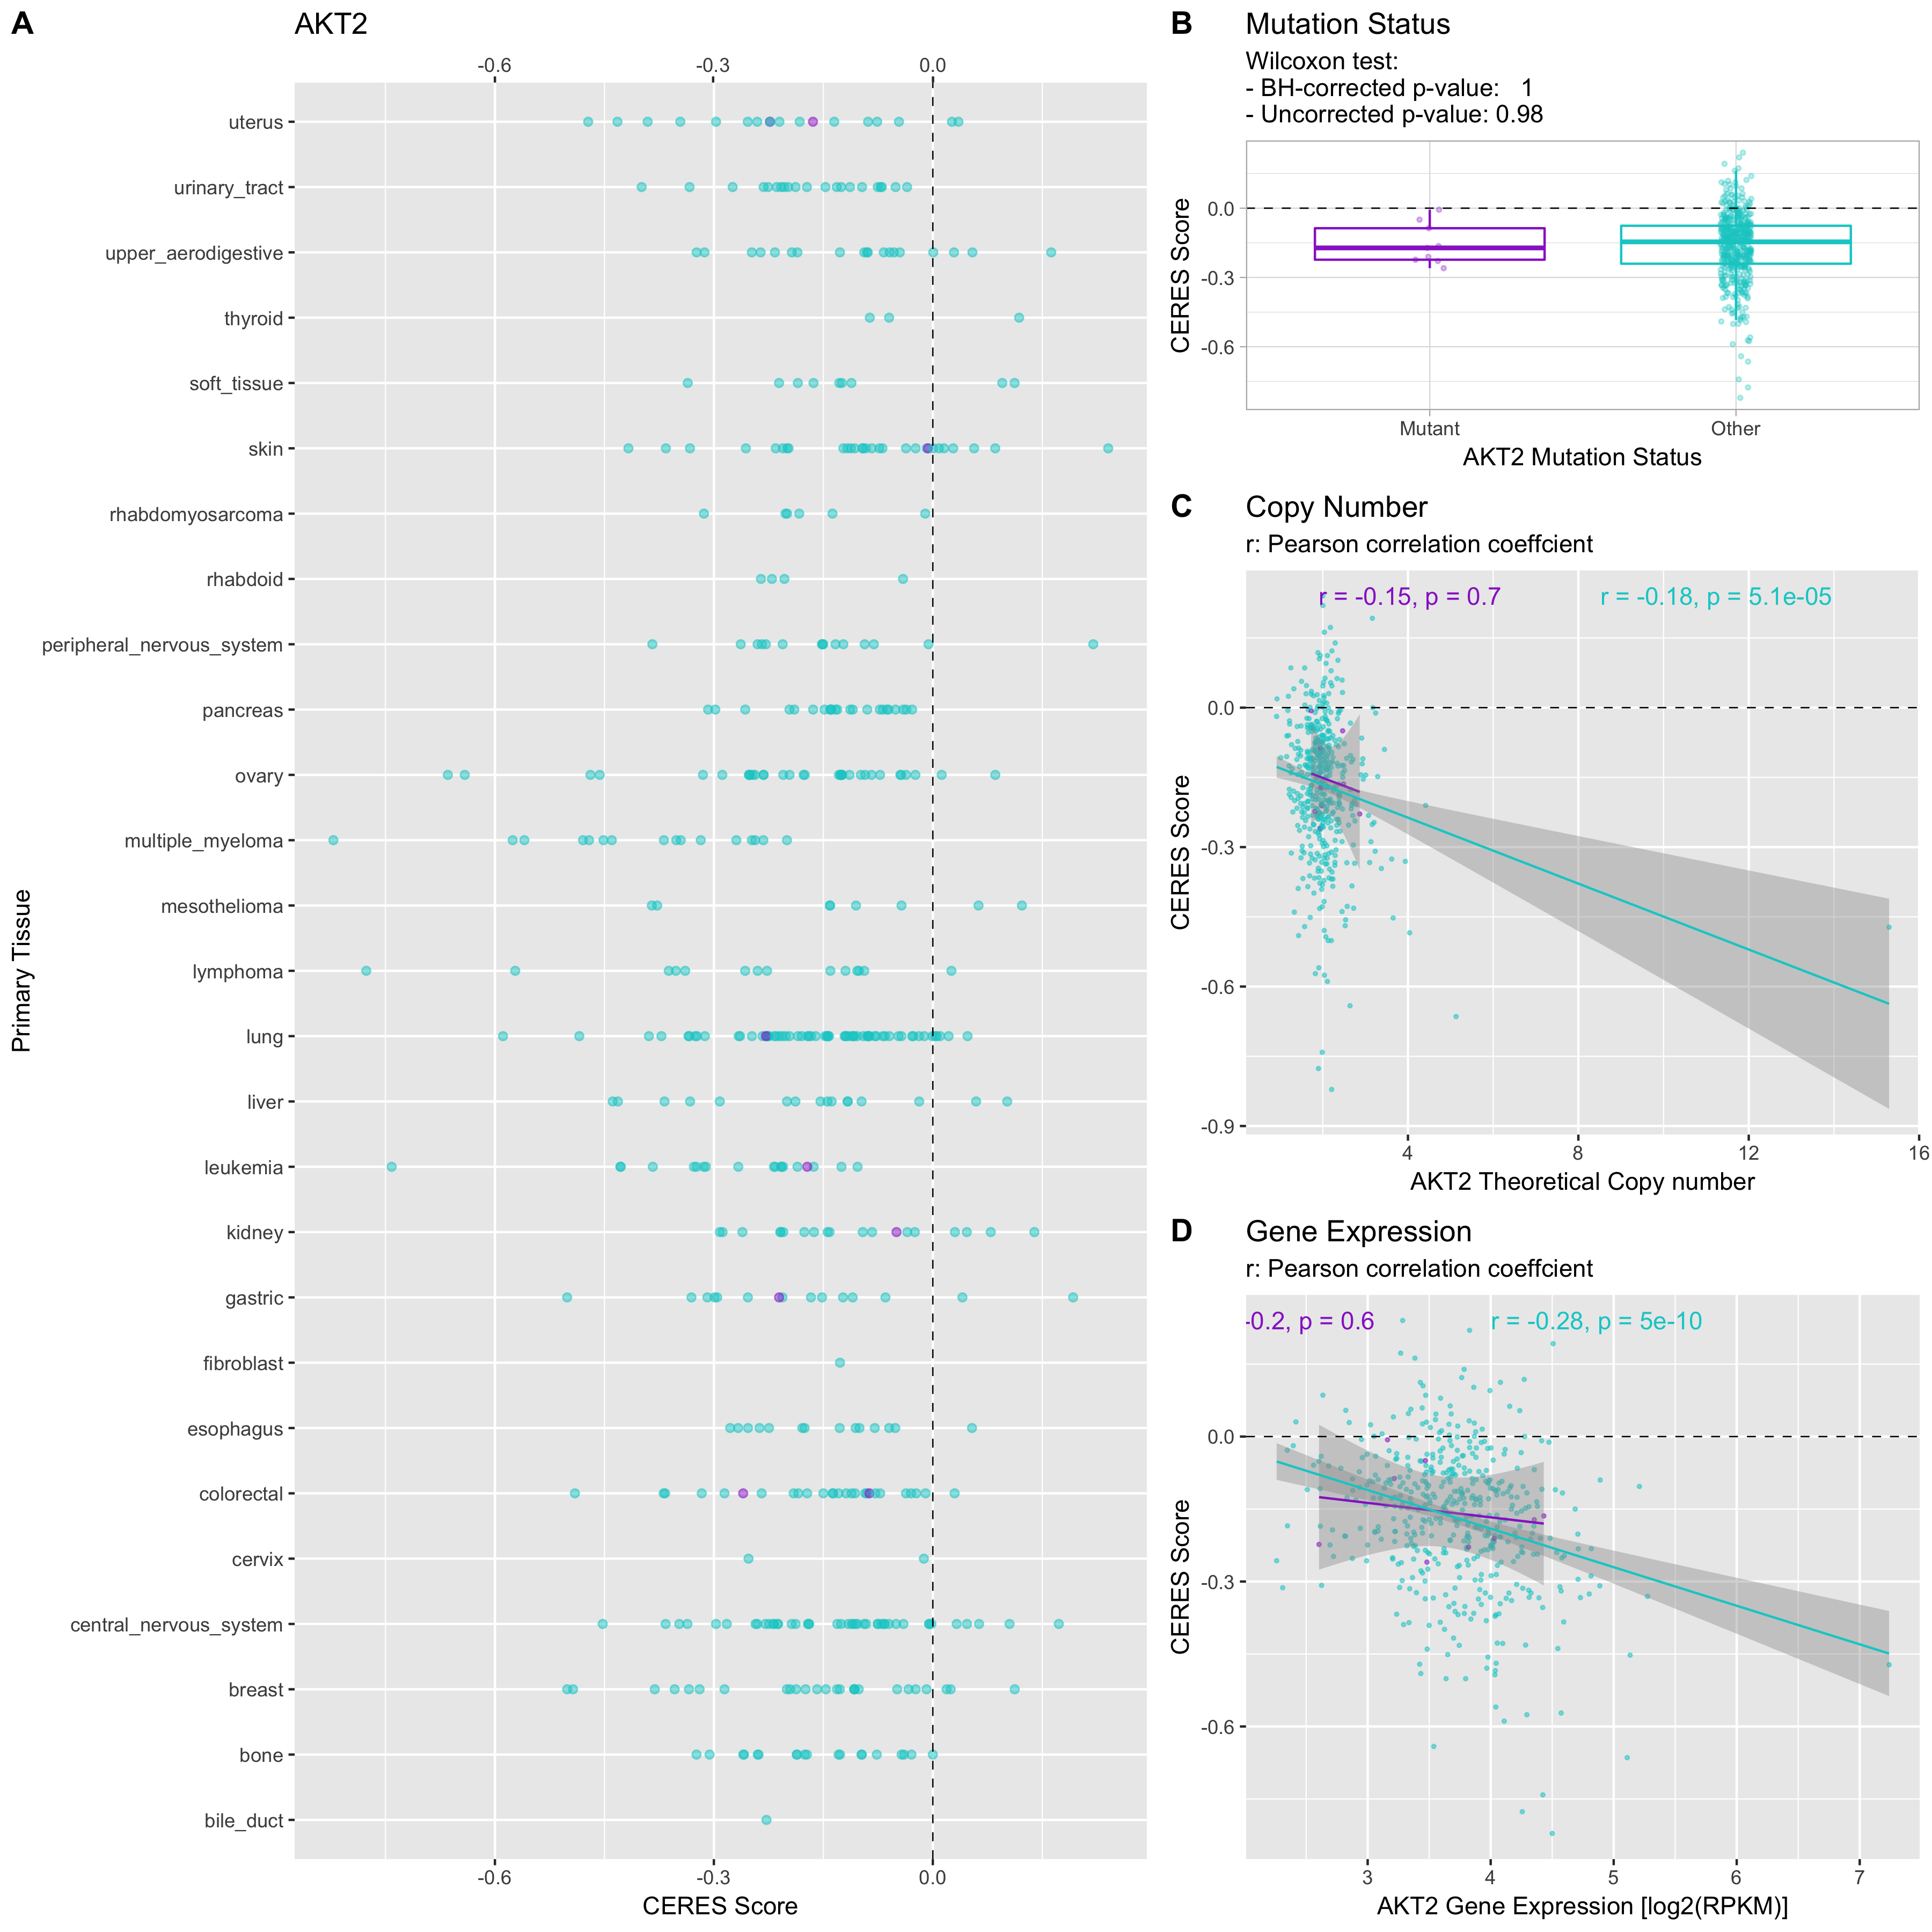 A
AKT2
-0.6
-0.3
0.0
Primary Tissue
uterus
urinary_tract
upper_aerodigestive
thyroid
soft_tissue
skin
rhabdomyosarcoma
rhabdoid
peripheral_nervous_system
pancreas
ovary
multiple_myeloma
mesothelioma
lymphoma
lung
liver
leukemia
kidney
gastric
fibroblast
esophagus
colorectal
cervix
central_nervous_system
breast
bone
bile_duct
-0.6
-0.3
0.0
CERES Score
B
Mutation Status
Wilcoxon test:
- BH-corrected p-value: 1
- Uncorrected p-value: 0.98
CERES Score
0.0
-0.3
-0.6
Mutant
Other
AKT2 Mutation Status
C
Copy Number
r: Pearson correlation coeffcient
r = -0.15, p = 0.7
r = -0.18, p = 5.1e-05
CERES Score
0.0
-0.3
-0.6
-0.9
4
8
12
16
AKT2 Theoretical Copy number
D
Gene Expression
r: Pearson correlation coeffcient
-0.2, p = 0.6
r = -0.28, p = 5e-10
CERES Score
0.0
-0.3
-0.6
3
4
5
6
7
AKT2 Gene Expression [log2(RPKM)]